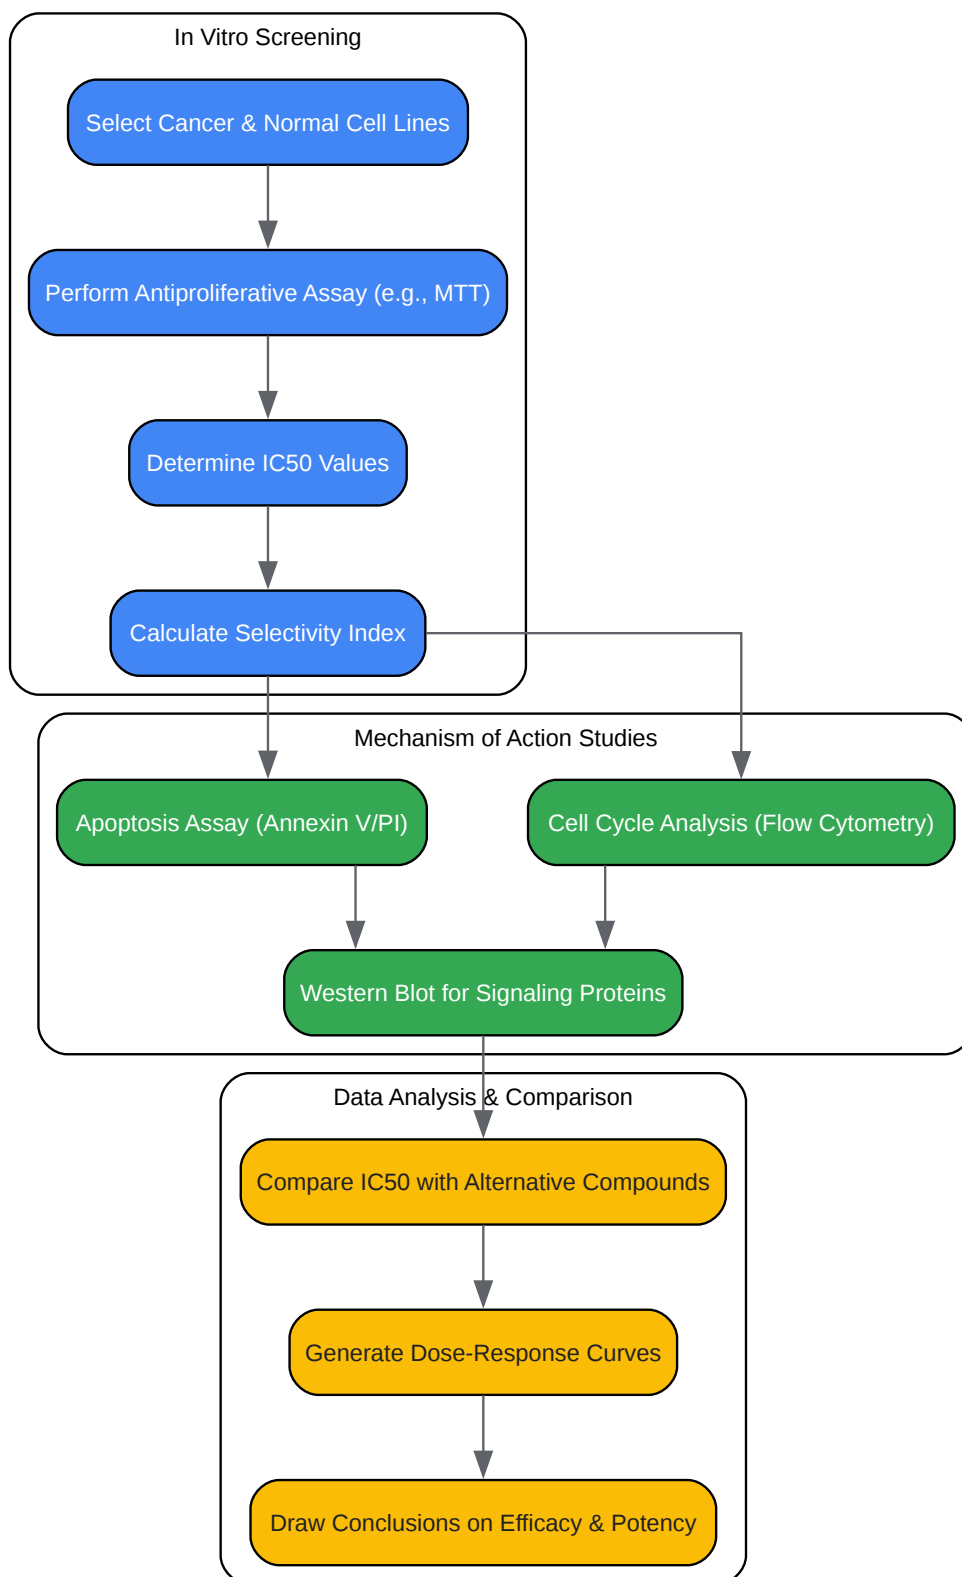 In Vitro Screening
Select Cancer & Normal Cell Lines
Perform Antiproliferative Assay (e.g., MTT)
Determine IC50 Values
Calculate Selectivity Index
Mechanism of Action Studies
Apoptosis Assay (Annexin V/PI)
Cell Cycle Analysis (Flow Cytometry)
Western Blot for Signaling Proteins
Data Analysis & Comparison
Compare IC50 with Alternative Compounds
Generate Dose-Response Curves
Draw Conclusions on Efficacy & Potency